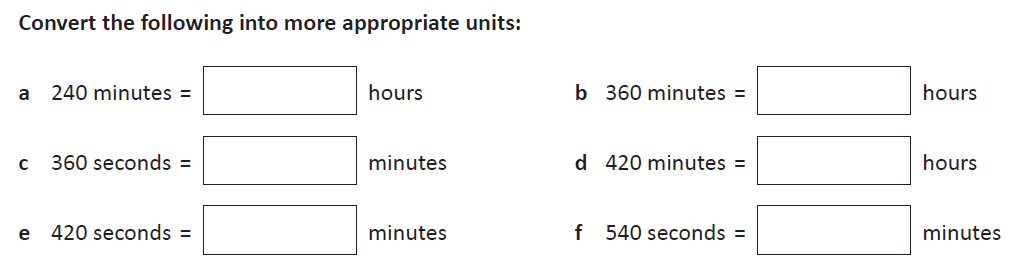 Convert the following into more appropriate units:
a 240 minutes = hours
b 360 minutes = hours
c 360 seconds = minutes
d 420 minutes = hours
e 420 seconds = minutes
f 540 seconds = minutes